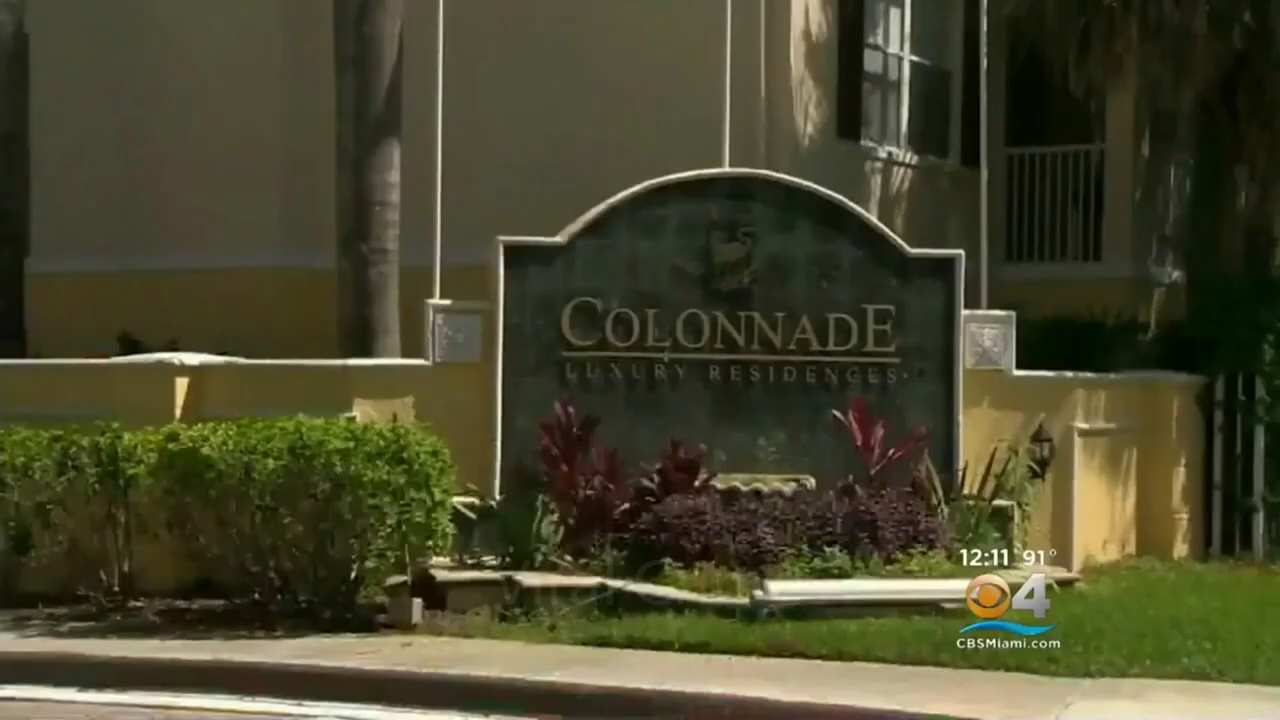 COLONNADE
LUXURY RESIDENCES
12:11 91°
4
CBSMiami.com